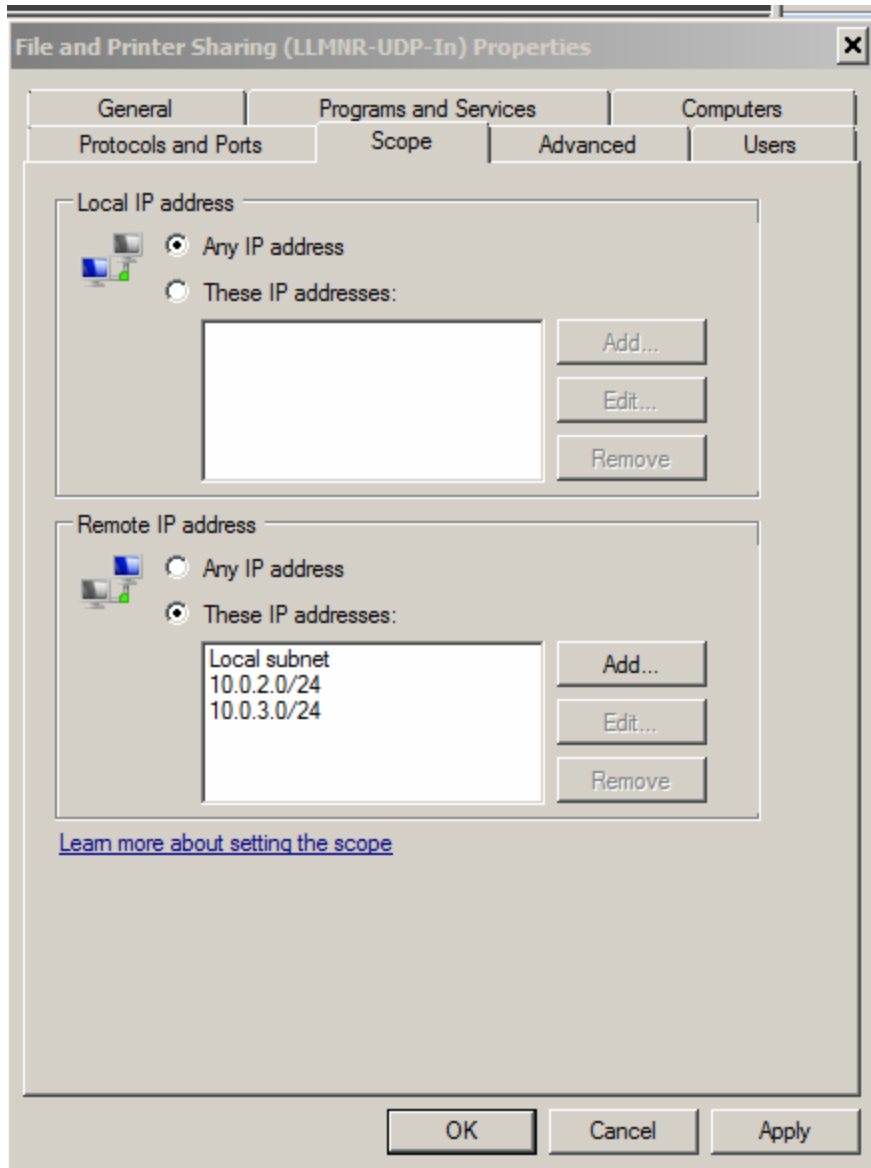 File and Printer Sharing (LLMNR-UDP-In) Properties
General Programs and Services Computers
Protocols and Ports Scope Advanced Users
Local IP address
Any IP address
These IP addresses:
Add...
Edit...
Remove
Remote IP address
Any IP address
These IP addresses:
Local subnet
10.0.2.0/24
10.0.3.0/24
Add...
Edit...
Remove
Learn more about setting the scope
OK Cancel Apply